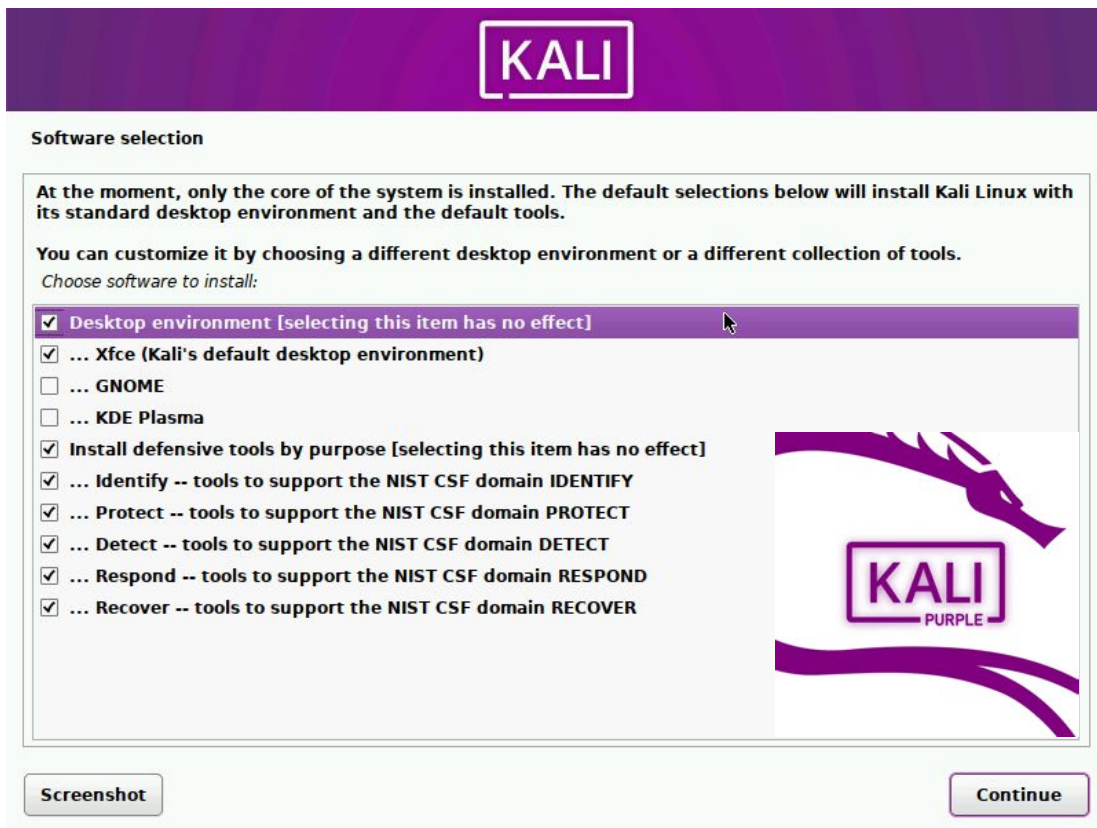 KALI
Software selection
At the moment, only the core of the system is installed. The default selections below will install Kali Linux with
its standard desktop environment and the default tools.
You can customize it by choosing a different desktop environment or a different collection of tools.
Choose software to install:
Desktop environment [selecting this item has no effect]
... Xfce (Kali's default desktop environment)
... GNOME
... KDE Plasma
Install defensive tools by purpose [selecting this item has no effect]
... Identify -- tools to support the NIST CSF domain IDENTIFY
... Protect -- tools to support the NIST CSF domain PROTECT
... Detect -- tools to support the NIST CSF domain DETECT
... Respond -- tools to support the NIST CSF domain RESPOND
... Recover -- tools to support the NIST CSF domain RECOVER
KALI
PURPLE
Screenshot
Continue